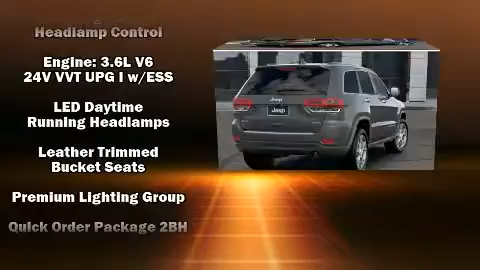 Headlamp Control
Engine: 3.6L V6
24V VVT UPG I w/ESS
LED Daytime
Running Headlamps
Leather Trimmed
Bucket Seats
Premium Lighting Group
Quick Order Package 2BH
Jeep
Jeep